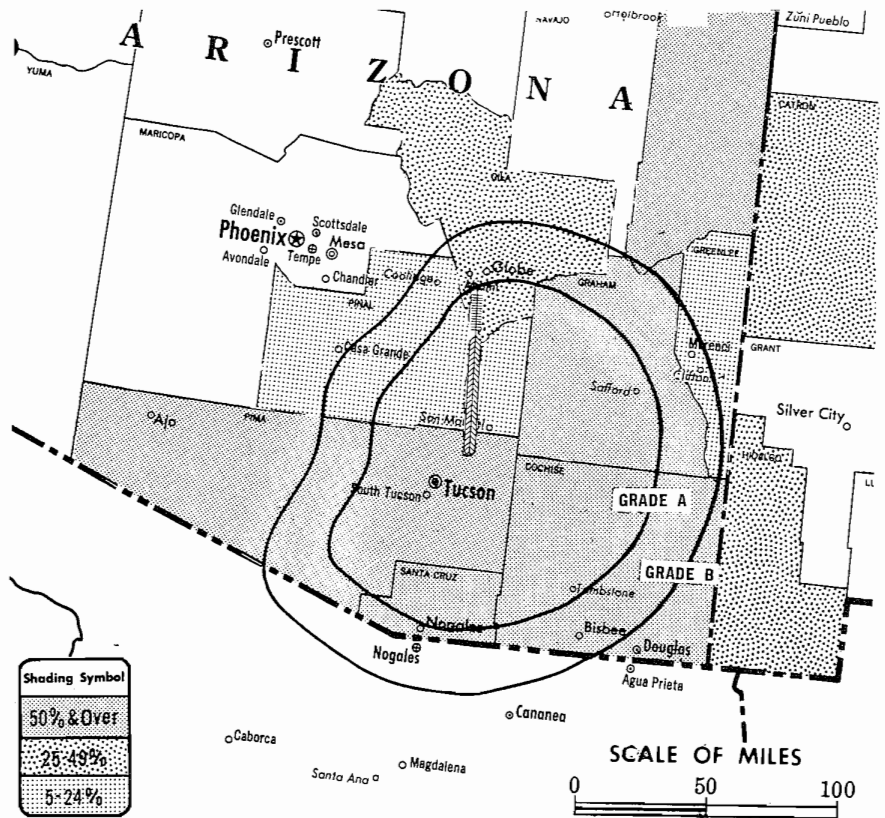 ARIZONA
NAVAJO
Holbrook
Zuni Pueblo
Prescott
YUMA
CATRON
MARICOPA
GILA
Glendale
Scottsdale
Phoenix
Mesa
Avondale
Tempe
Chandler
Coolidge
Globe
GREENLEE
GRAHAM
PINAL
Morenci
GRANT
Casa Grande
Clifton
Safford
Silver City
Ajo
PIMA
San Manuel
HIDALGO
COCHISE
LU
Tucson
South Tucson
GRADE A
GRADE B
SANTA CRUZ
Tombstone
Nogales
Bisbee
Nogales
Douglas
Agua Prieta
Shading Symbol
50% & Over
25-49%
5-24%
Cananea
Caborca
Magdalena
Santa Ana
SCALE OF MILES
0 50 100